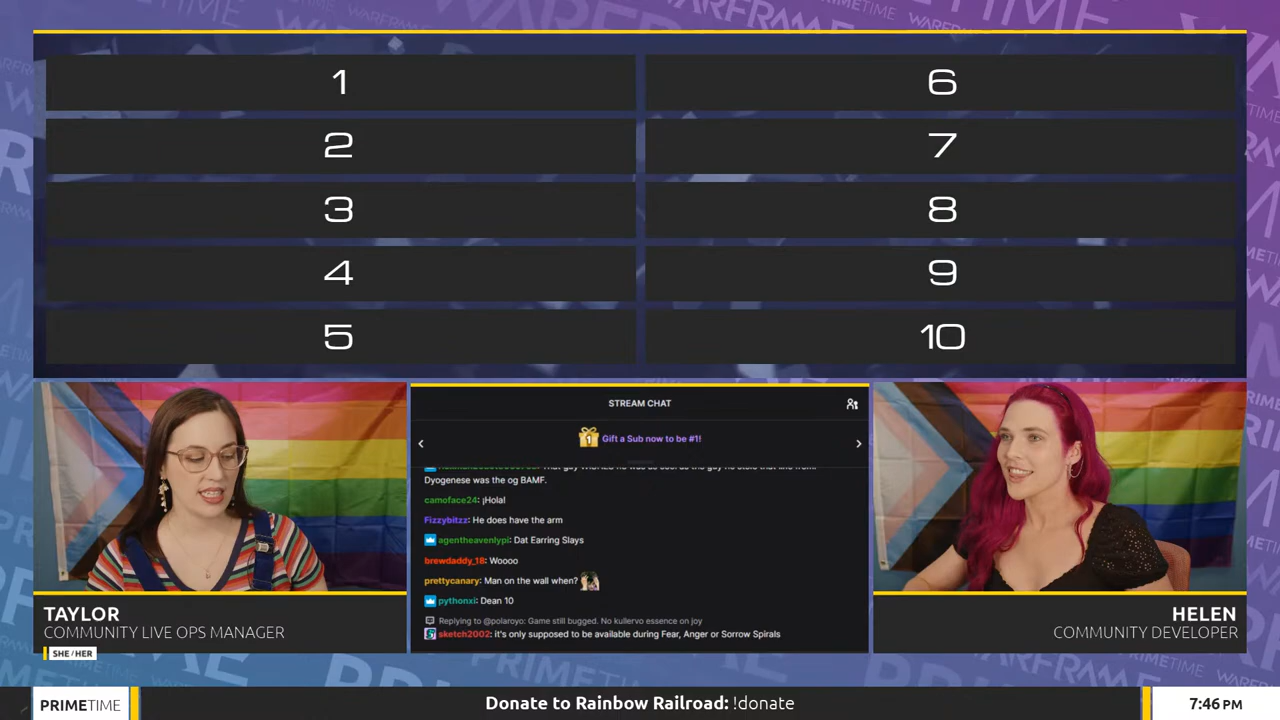 1
2
3
4
5
6
7
8
9
10
STREAM CHAT
Gift a Sub now to be #1!
Dyogenese was the og BAMF.
camoface24: ¡Hola!
Fizzybitzz: He does have the arm
agentheavenlypi: Dat Earring Slays
brewdaddy_18: Woooo
prettycanary: Man on the wall when?
pythonxi: Dean 10
Replying to @polaroyo: Game still bugged. No kullervo essence on joy
sketch2002: it's only supposed to be available during Fear, Anger or Sorrow Spirals
TAYLOR
COMMUNITY LIVE OPS MANAGER
SHE/HER
HELEN
COMMUNITY DEVELOPER
PRIMETIME
Donate to Rainbow Railroad: !donate
7:46 PM